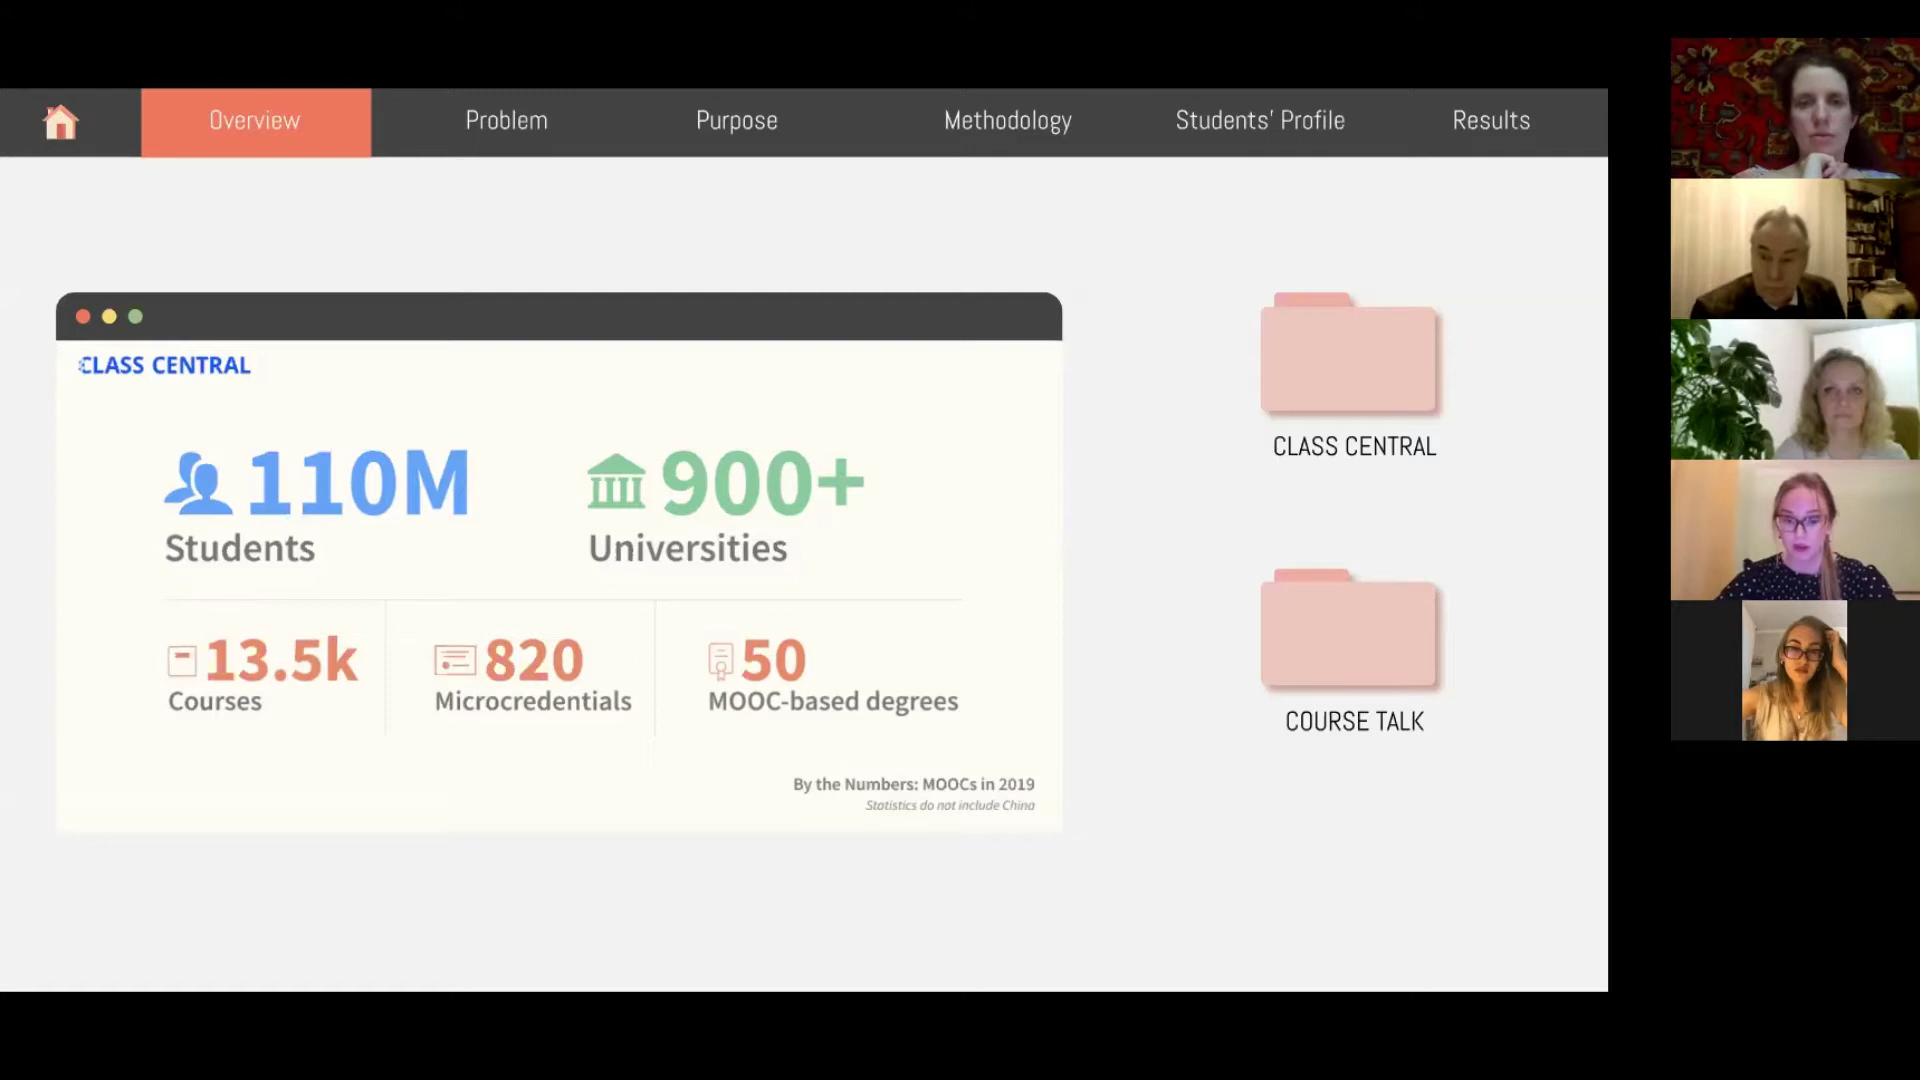 Overview
Problem
Purpose
Methodology
Students' Profile
Results
CLASS CENTRAL
110M
Students
900+
Universities
13.5k
Courses
820
Microcredentials
50
MOOC-based degrees
By the Numbers: MOOCs in 2019
Statistics do not include China
CLASS CENTRAL
COURSE TALK